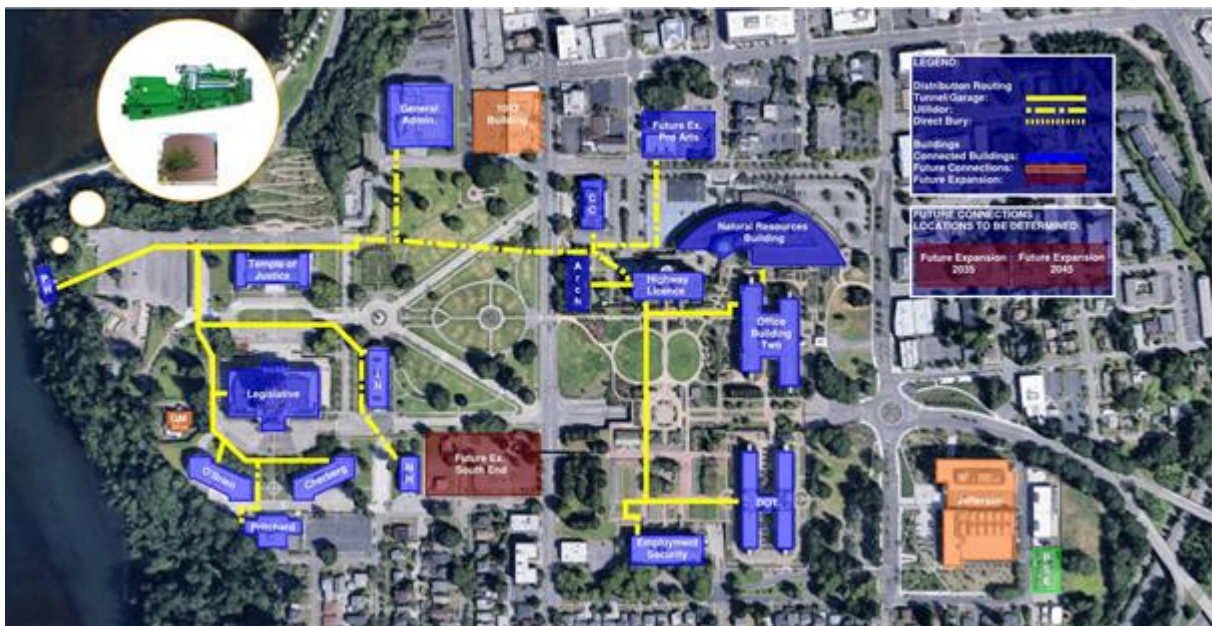 LEGEND:
Distribution Routing
Tunnel/Garage:
Utilidor:
Direct Bury:
Buildings
Connected Buildings:
Future Connections:
Future Expansion:
FUTURE CONNECTIONS
LOCATIONS TO BE DETERMINED
Future Expansion
2035
Future Expansion
2045
General
Admin.
1063
Building
Future Ex.
Pro Arts
C
C
Natural Resources
Building
Temple of
Justice
A
r
c
h
Highway
Licence
Office
Building
Two
Legislative
GM
O'Brien
Cherberg
Pritchard
Future Ex.
South End
DOT
Employment
Security
Jefferson